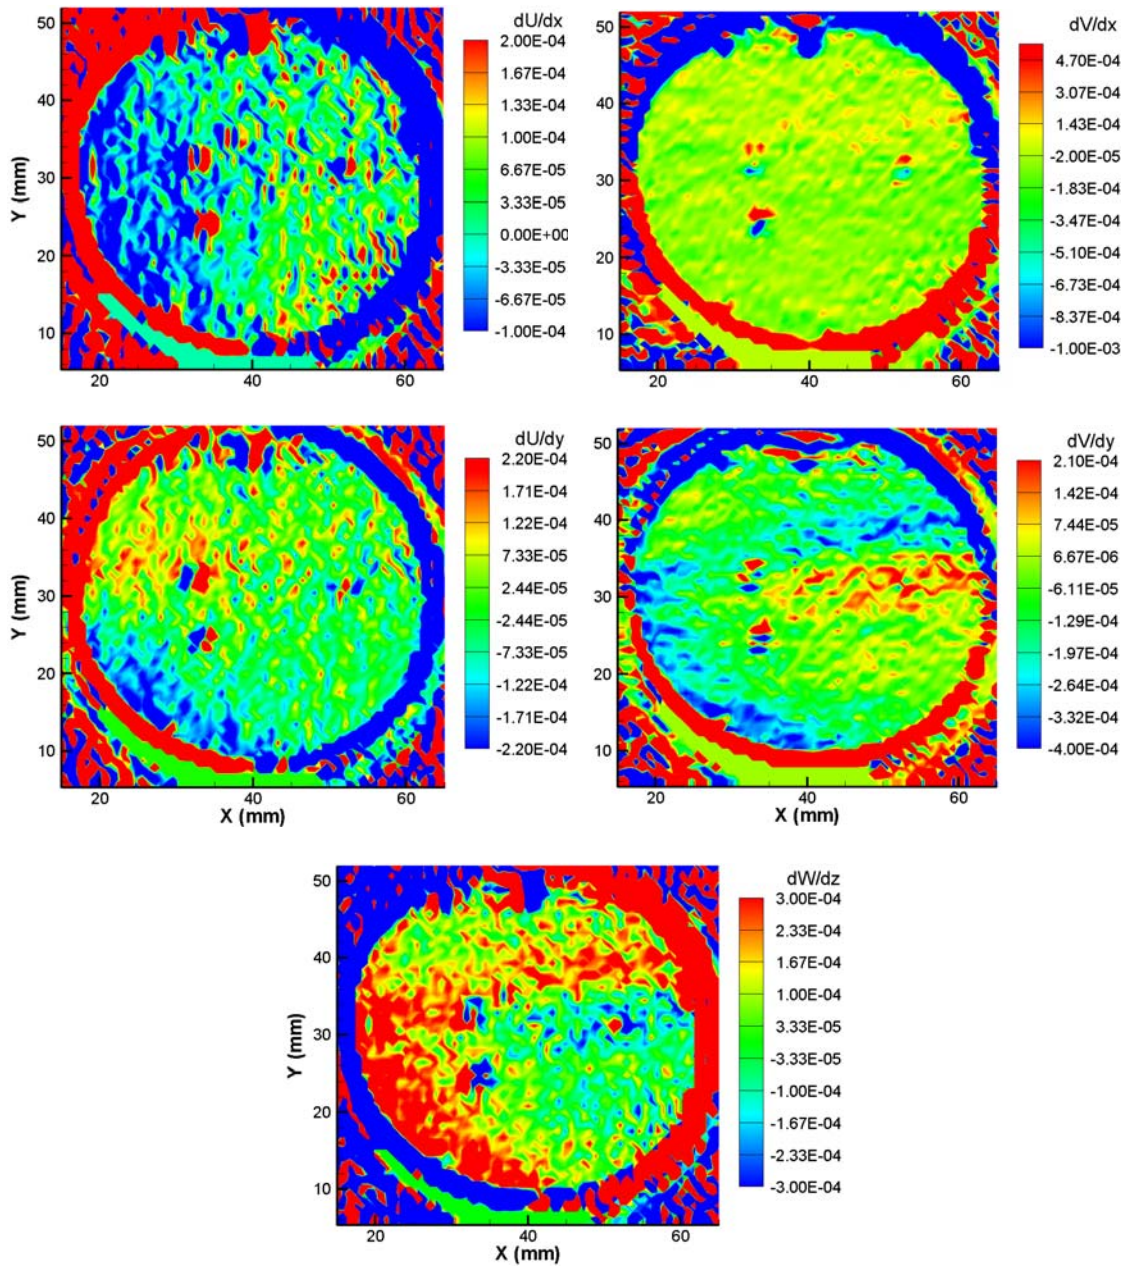 dU/dx
2.00E-04
1.67E-04
1.33E-04
1.00E-04
6.67E-05
3.33E-05
0.00E+00
-3.33E-05
-6.67E-05
-1.00E-04
50
40
30
20
10
Y (mm)
20 40 60
dV/dx
4.70E-04
3.07E-04
1.43E-04
-2.00E-05
-1.83E-04
-3.47E-04
-5.10E-04
-6.73E-04
-8.37E-04
-1.00E-03
50
40
30
20
10
20 40 60
dU/dy
2.20E-04
1.71E-04
1.22E-04
7.33E-05
2.44E-05
-2.44E-05
-7.33E-05
-1.22E-04
-1.71E-04
-2.20E-04
50
40
30
20
10
Y (mm)
20 40 60
X (mm)
dV/dy
2.10E-04
1.42E-04
7.44E-05
6.67E-06
-6.11E-05
-1.29E-04
-1.97E-04
-2.64E-04
-3.32E-04
-4.00E-04
50
40
30
20
10
20 40 60
X (mm)
dW/dz
3.00E-04
2.33E-04
1.67E-04
1.00E-04
3.33E-05
-3.33E-05
-1.00E-04
-1.67E-04
-2.33E-04
-3.00E-04
50
40
30
20
10
Y (mm)
20 40 60
X (mm)